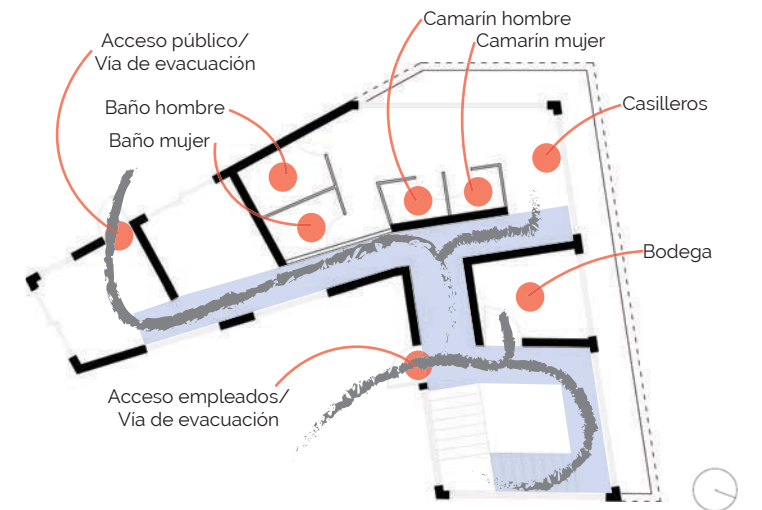 Camarín hombre
Camarín mujer
Acceso público/
Vía de evacuación
Baño hombre
Baño mujer
Casilleros
Bodega
Acceso empleados/
Vía de evacuación